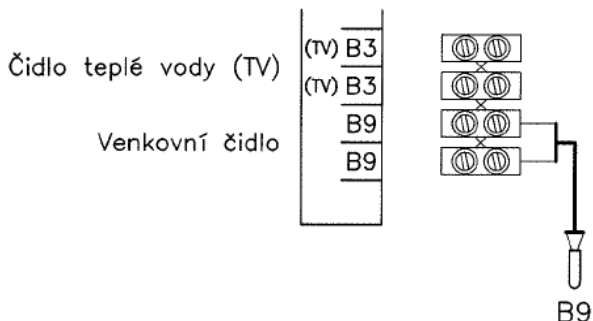 (TV) B3
Čidlo teplé vody (TV)
(TV) B3
B9
Venkovní čidlo
B9
B9